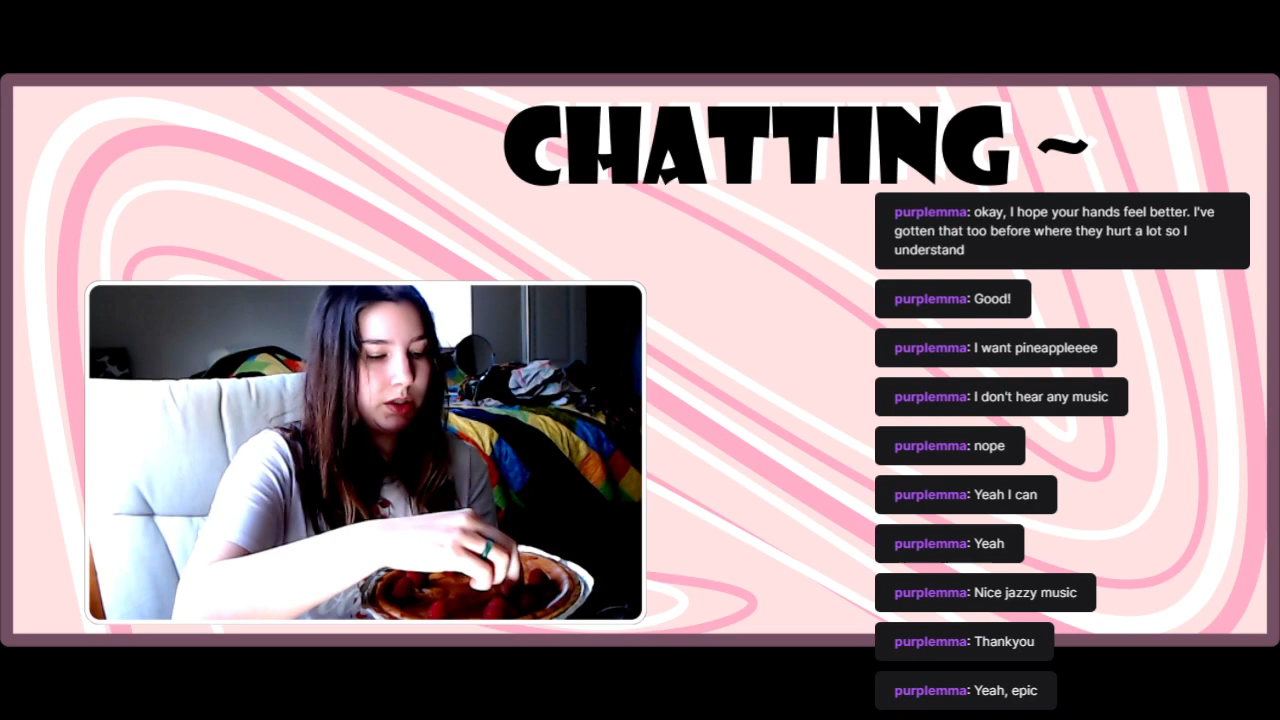 CHATTING ~
purplemma: okay, I hope your hands feel better. I've
gotten that too before where they hurt a lot so I
understand
purplemma: Good!
purplemma: I want pineappleeee
purplemma: I don't hear any music
purplemma: nope
purplemma: Yeah I can
purplemma: Yeah
purplemma: Nice jazzy music
purplemma: Thankyou
purplemma: Yeah, epic